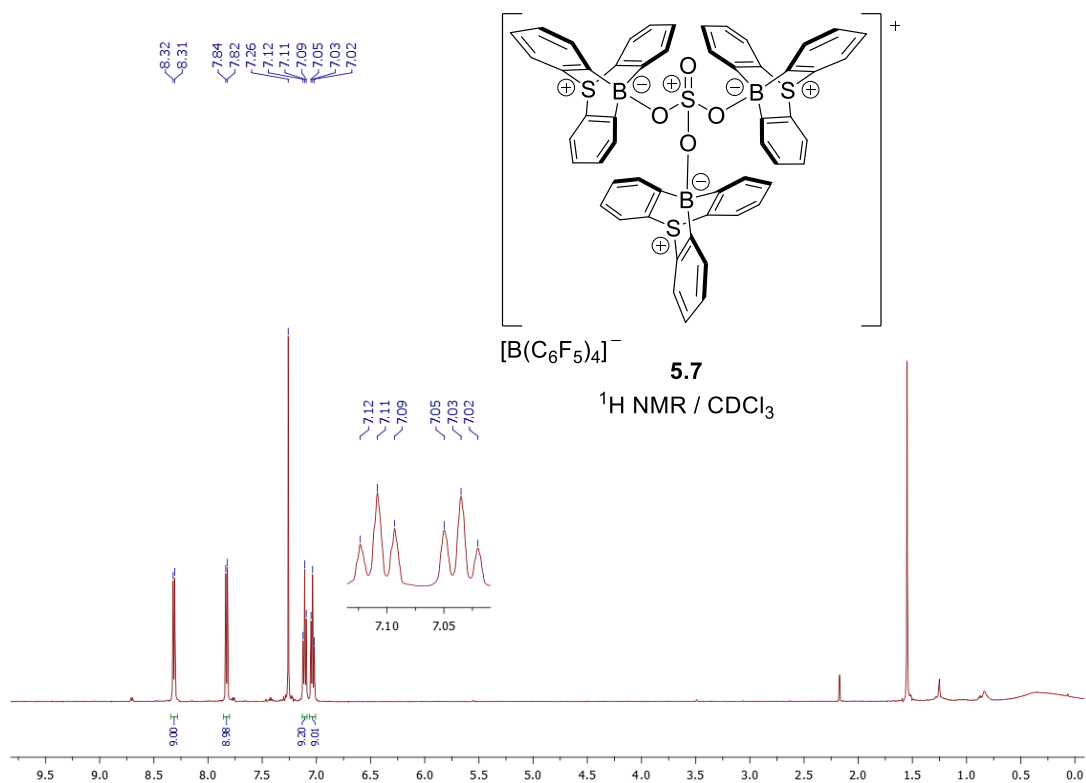 8.32
8.31
7.84
7.82
7.26
7.12
7.11
7.09
7.05
7.03
7.02
+
O
S ⊕ B ⊖ ⊕ S ⊖ B S ⊕
O O
O
B ⊖
S ⊕
[B(C₆F₅)₄]⁻
5.7
¹H NMR / CDCl₃
7.12
7.11
7.09
7.05
7.03
7.02
7.10 7.05
9.00
8.98
9.20
9.01
9.5 9.0 8.5 8.0 7.5 7.0 6.5 6.0 5.5 5.0 4.5 4.0 3.5 3.0 2.5 2.0 1.5 1.0 0.5 0.0